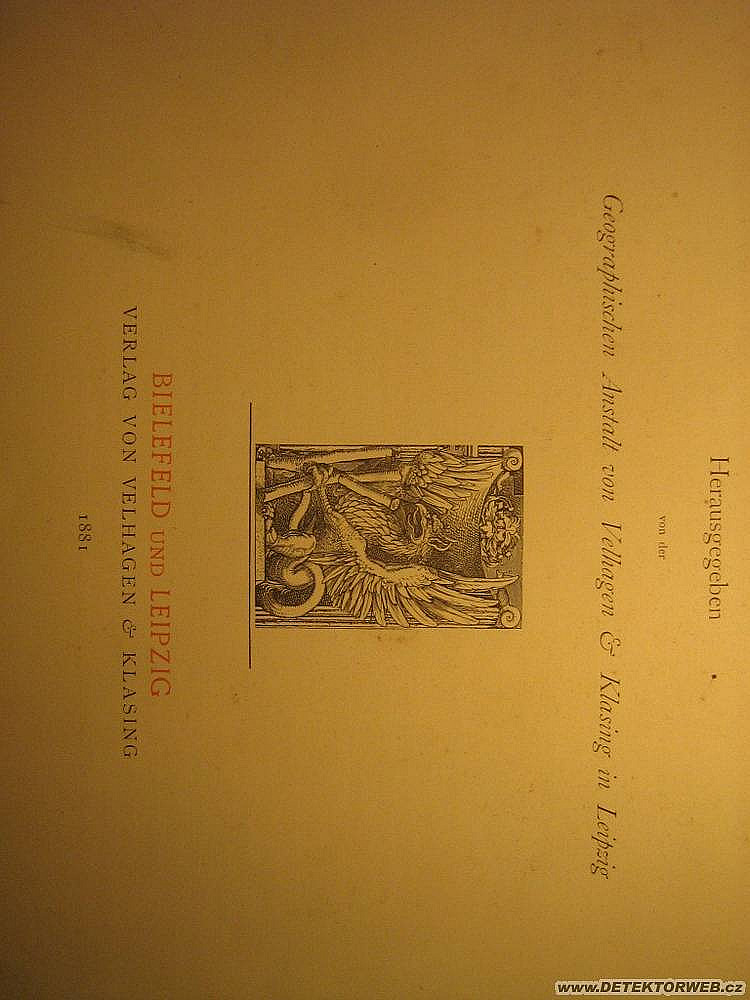 Herausgegeben
von der
Geographischen Anstalt von Velhagen & Klasing in Leipzig
BIELEFELD UND LEIPZIG
VERLAG VON VELHAGEN & KLASING
1881
www.DETEKTORWEB.cz